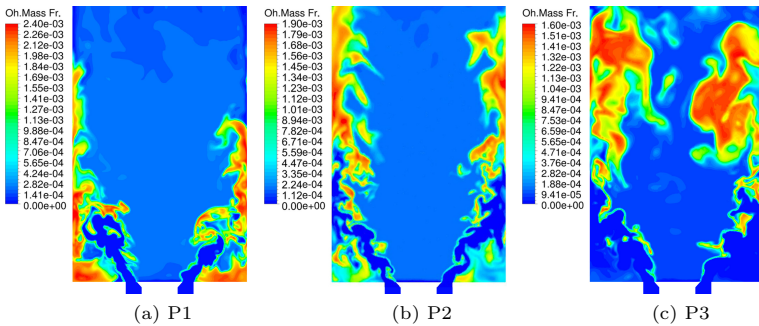 Oh.Mass Fr.
2.40e-03
2.26e-03
2.12e-03
1.98e-03
1.84e-03
1.69e-03
1.55e-03
1.41e-03
1.27e-03
1.13e-03
9.88e-04
8.47e-04
7.06e-04
5.65e-04
4.24e-04
2.82e-04
1.41e-04
0.00e+00
(a) P1
Oh.Mass Fr.
1.90e-03
1.79e-03
1.68e-03
1.56e-03
1.45e-03
1.34e-03
1.23e-03
1.12e-03
1.01e-03
8.94e-04
7.82e-04
6.71e-04
5.59e-04
4.47e-04
3.35e-04
2.24e-04
1.12e-04
0.00e+00
(b) P2
Oh.Mass Fr.
1.60e-03
1.51e-03
1.41e-03
1.32e-03
1.22e-03
1.13e-03
1.04e-03
9.41e-04
8.47e-04
7.53e-04
6.59e-04
5.65e-04
4.71e-04
3.76e-04
2.82e-04
1.88e-04
9.41e-05
0.00e+00
(c) P3